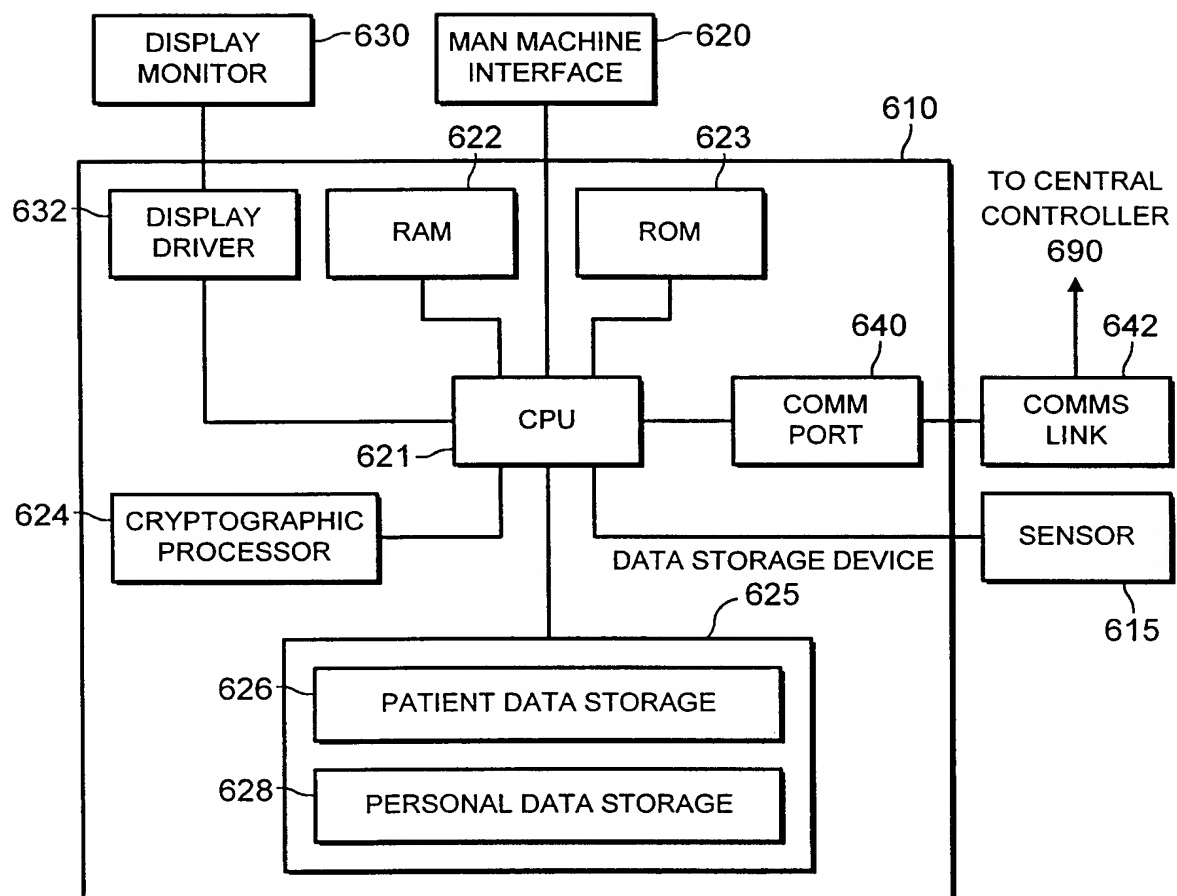 DISPLAY
MONITOR
630
MAN MACHINE
INTERFACE
620
610
622
623
632
DISPLAY
DRIVER
RAM
ROM
TO CENTRAL
CONTROLLER
690
640
642
CPU
621
COMM
PORT
COMMS
LINK
624
CRYPTOGRAPHIC
PROCESSOR
SENSOR
615
DATA STORAGE DEVICE
625
626
PATIENT DATA STORAGE
628
PERSONAL DATA STORAGE